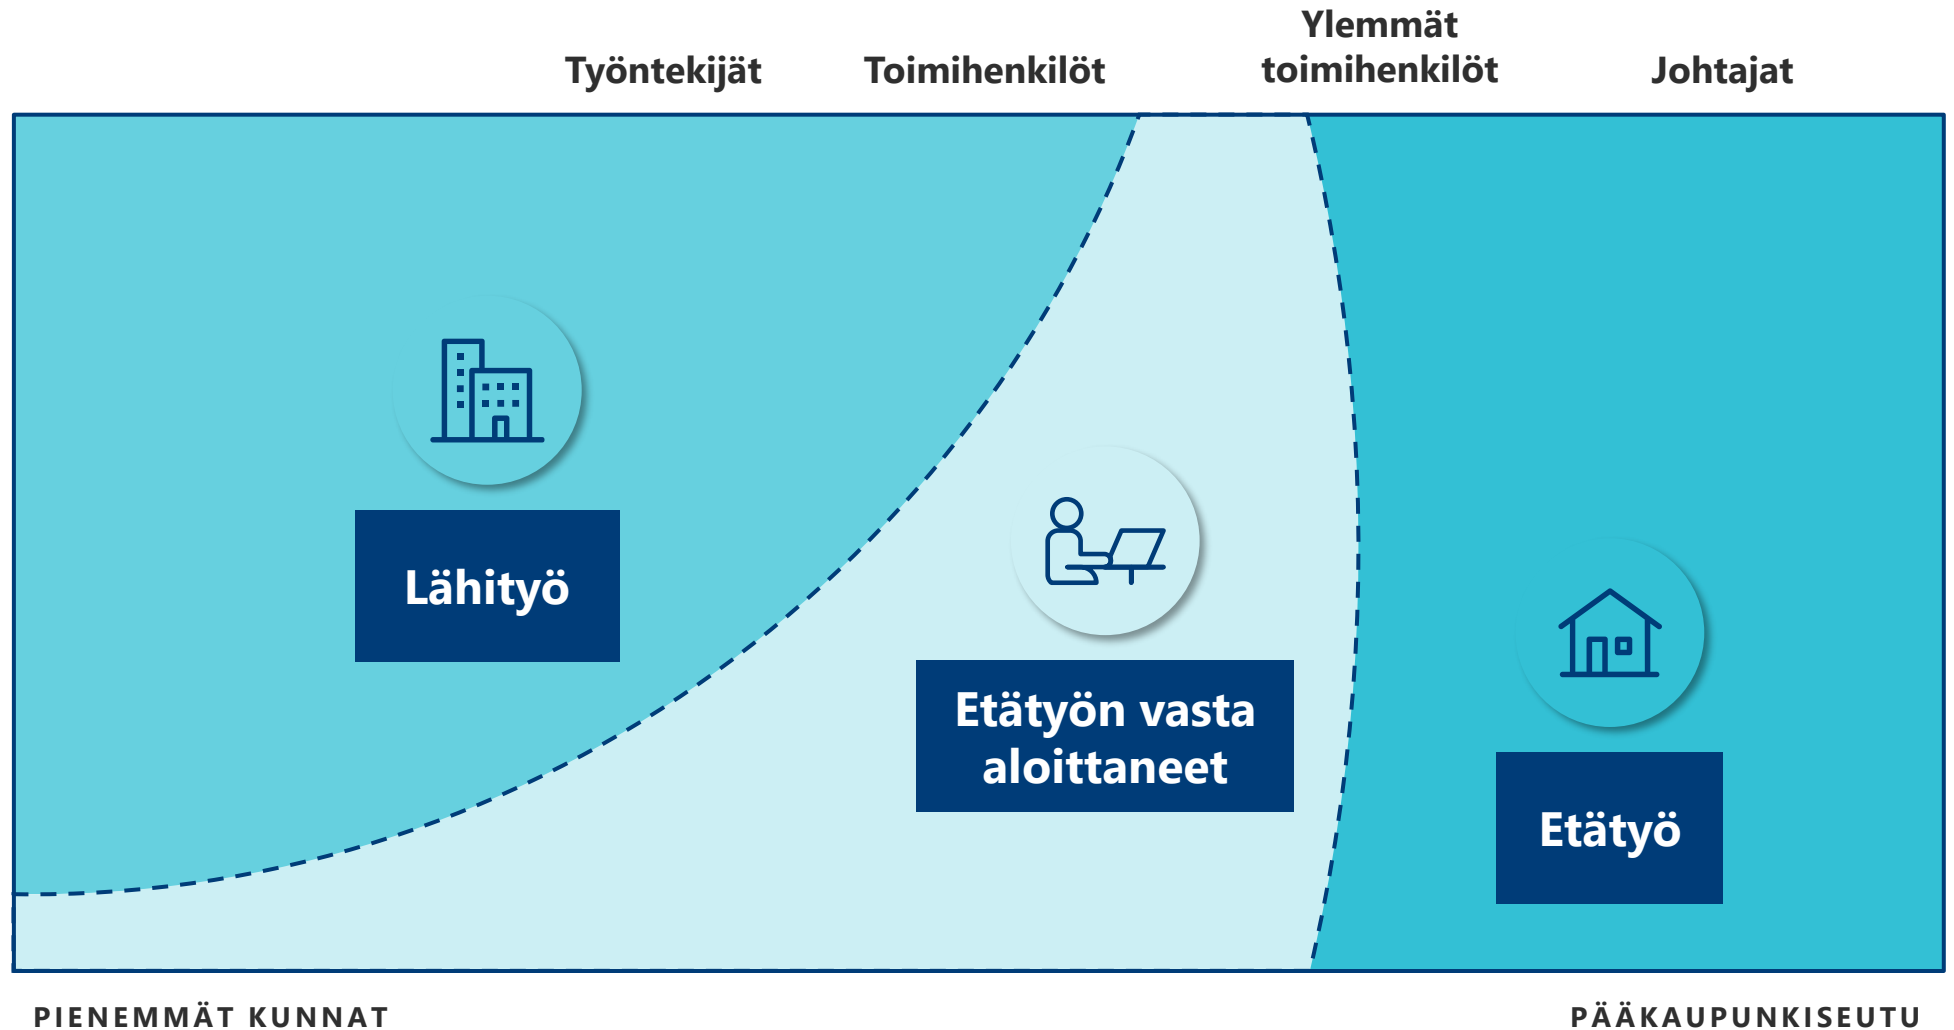 Työntekijät
Toimihenkilöt
Ylemmät
toimihenkilöt
Johtajat
Lähityö
Etätyön vasta
aloittaneet
Etätyö
PIENEMMÄT KUNNAT
PÄÄKAUPUNKISEUTU